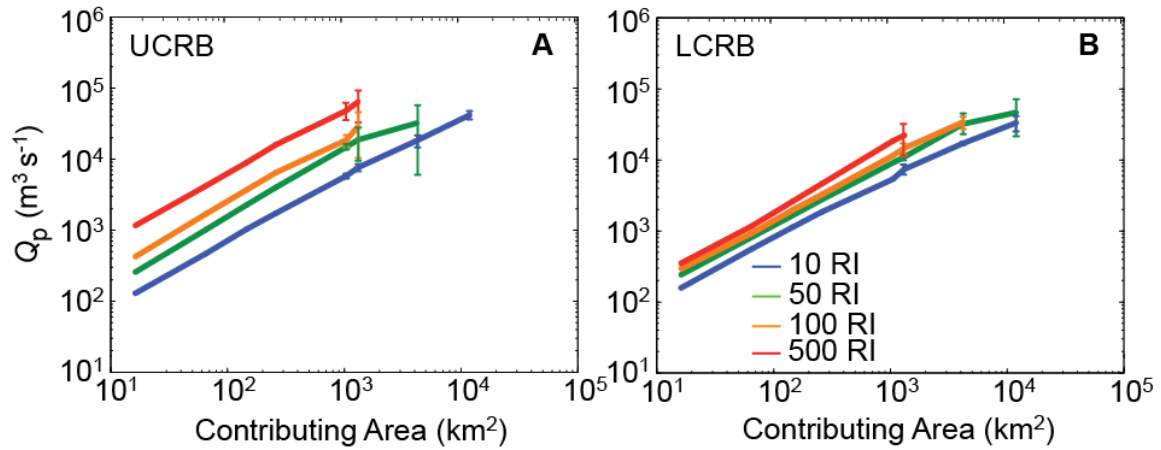 UCRB
A
LCRB
B
10⁶
10⁵
10⁴
10³
10²
10¹
Qp (m³ s⁻¹)
10¹ 10² 10³ 10⁴ 10⁵
Contributing Area (km²)
10 RI
50 RI
100 RI
500 RI
10⁶
10⁵
10⁴
10³
10²
10¹
10¹ 10² 10³ 10⁴ 10⁵
Contributing Area (km²)